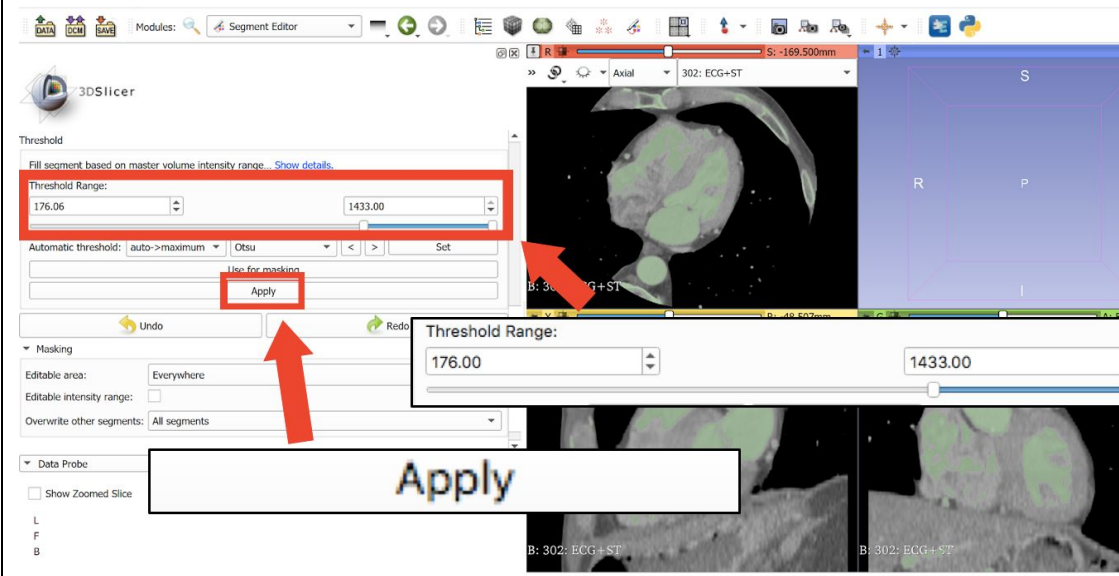 DATA DCM SAVE Modules: Segment Editor
R S: -169.500mm 1
Axial 302: ECG+ST
3DSlicer
S
R P
I
Threshold
Fill segment based on master volume intensity range... Show details.
Threshold Range:
176.06 1433.00
Automatic threshold: auto->maximum Otsu < > Set
Use for masking
Apply
B: 30 G+ST
Undo Redo
Threshold Range:
176.00 1433.00
Masking
Editable area: Everywhere
Editable intensity range:
Overwrite other segments: All segments
Apply
Data Probe
Show Zoomed Slice
L
F
B
B: 302: ECG+ST B: 302: ECG+ST